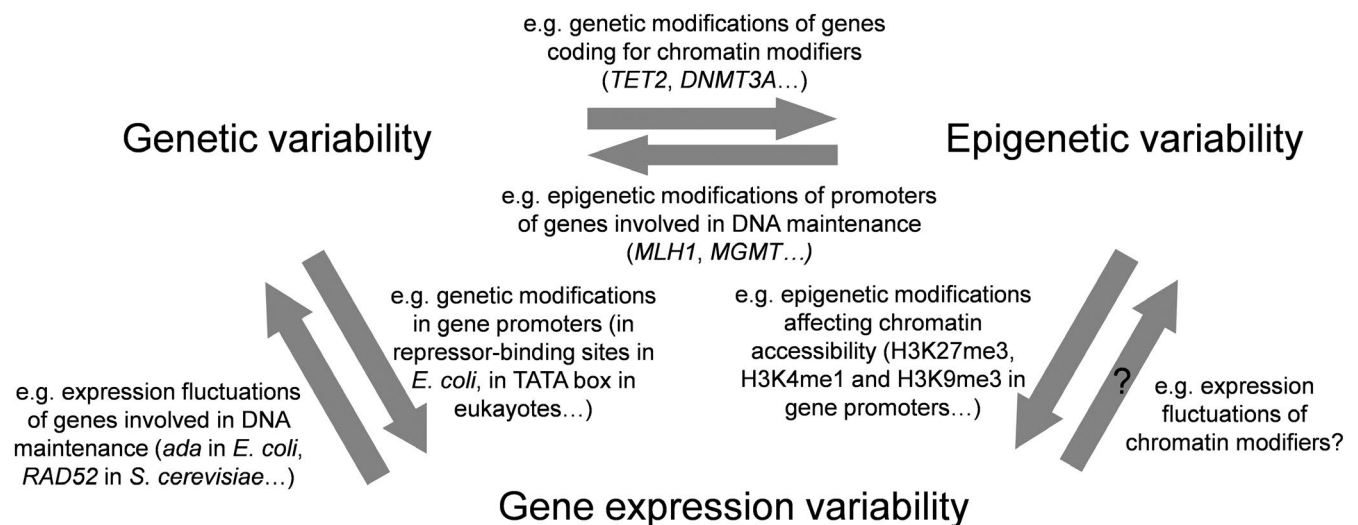 e.g. genetic modifications of genes
coding for chromatin modifiers
(TET2, DNMT3A…)
Genetic variability
Epigenetic variability
e.g. epigenetic modifications of promoters
of genes involved in DNA maintenance
(MLH1, MGMT…)
e.g. genetic modifications
in gene promoters (in
repressor-binding sites in
E. coli, in TATA box in
eukayotes…)
e.g. epigenetic modifications
affecting chromatin
accessibility (H3K27me3,
H3K4me1 and H3K9me3 in
gene promoters…)
e.g. expression fluctuations
of genes involved in DNA
maintenance (ada in E. coli,
RAD52 in S. cerevisiae…)
?
e.g. expression
fluctuations of
chromatin modifiers?
Gene expression variability